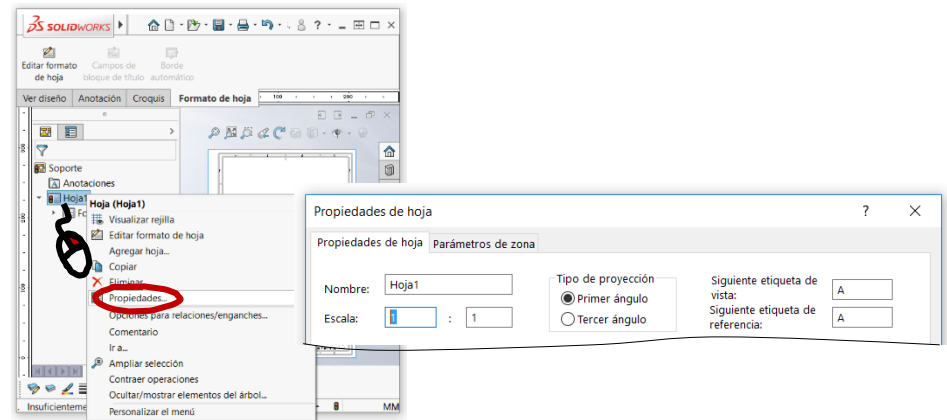 SOLIDWORKS
Editar formato
de hoja
Campos de
bloque de título
Borde
automático
Ver diseño
Anotación
Croquis
Formato de hoja
100
200
Soporte
Anotaciones
Hoja1
Fo
Hoja (Hoja1)
Visualizar rejilla
Editar formato de hoja
Agregar hoja...
Copiar
Eliminar
Propiedades...
Opciones para relaciones/enganches...
Comentario
Ir a...
Ampliar selección
Contraer operaciones
Ocultar/mostrar elementos del árbol...
Personalizar el menú
Insuficienteme
MM
Propiedades de hoja
?
Propiedades de hoja
Parámetros de zona
Nombre:
Hoja1
Escala:
1
:
1
Tipo de proyección
Primer ángulo
Tercer ángulo
Siguiente etiqueta de
vista:
A
Siguiente etiqueta de
referencia:
A